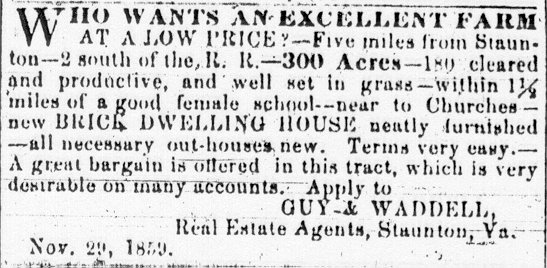 WHO WANTS AN EXCELLENT FARM
AT A LOW PRICE?—Five miles from Staun-
ton—2 south of the R. R.—300 Acres—180 cleared
and productive, and well set in grass—within 1½
miles of a good female school—near to Churches—
new BRICK DWELLING HOUSE neatly furnished
—all necessary out-houses, new. Terms very easy.—
A great bargain is offered in this tract, which is very
desirable on many accounts. Apply to
GUY & WADDELL,
Real Estate Agents, Staunton, Va.
Nov. 29, 1859.